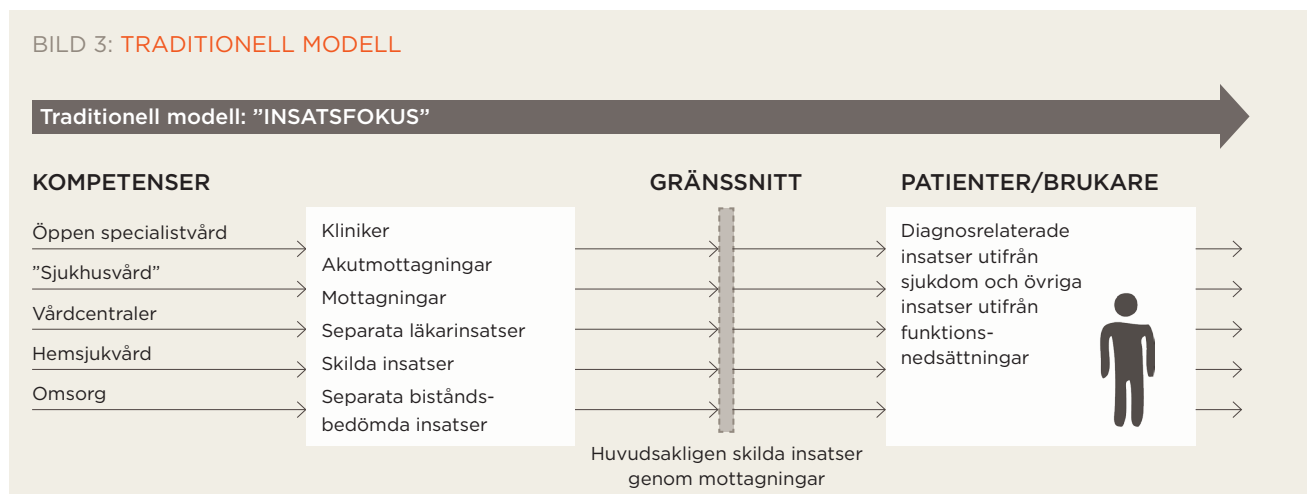 BILD 3: TRADITIONELL MODELL
Traditionell modell: ”INSATSFOKUS”
KOMPETENSER
Öppen specialistvård
”Sjukhusvård”
Vårdcentraler
Hemsjukvård
Omsorg
Kliniker
Akutmottagningar
Mottagningar
Separata läkarinsatser
Skilda insatser
Separata bistånds-
bedömda insatser
GRÄNSSNITT
Huvudsakligen skilda insatser
genom mottagningar
PATIENTER/BRUKARE
Diagnosrelaterade
insatser utifrån
sjukdom och övriga
insatser utifrån
funktions-
nedsättningar